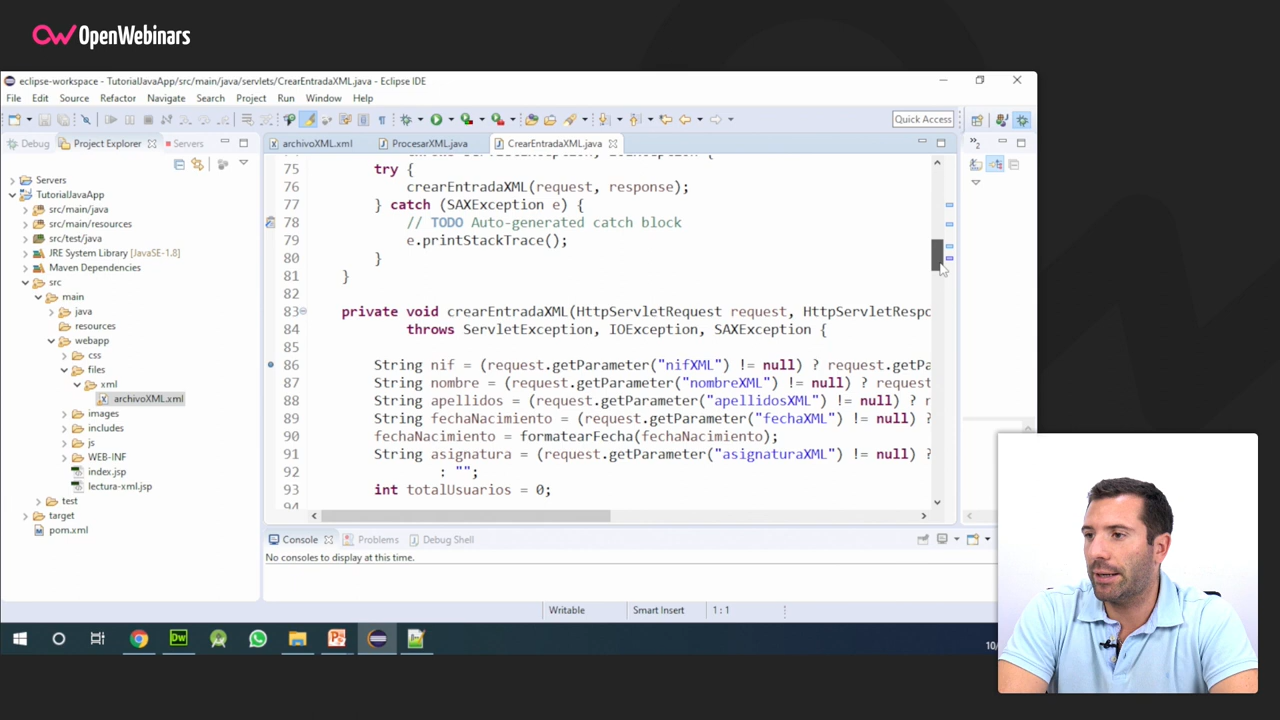 OpenWebinars
eclipse-workspace - TutorialJavaApp/src/main/java/servlets/CrearEntradaXML.java - Eclipse IDE
File Edit Source Refactor Navigate Search Project Run Window Help
Quick Access
Debug Project Explorer Servers
archivoXML.xml ProcesarXML.java CrearEntradaXML.java
Servers
TutorialJavaApp
src/main/java
src/main/resources
src/test/java
JRE System Library [JavaSE-1.8]
Maven Dependencies
src
main
java
resources
webapp
css
files
xml
archivoXML.xml
images
includes
js
WEB-INF
index.jsp
lectura-xml.jsp
test
target
pom.xml
75 try {
76 crearEntradaXML(request, response);
77 } catch (SAXException e) {
78 // TODO Auto-generated catch block
79 e.printStackTrace();
80 }
81 }
82
83 private void crearEntradaXML(HttpServletRequest request, HttpServletRespo
84 throws ServletException, IOException, SAXException {
85
86 String nif = (request.getParameter("nifXML") != null) ? request.getPa
87 String nombre = (request.getParameter("nombreXML") != null) ? request
88 String apellidos = (request.getParameter("apellidosXML") != null) ? r
89 String fechaNacimiento = (request.getParameter("fechaXML") != null) ?
90 fechaNacimiento = formatearFecha(fechaNacimiento);
91 String asignatura = (request.getParameter("asignaturaXML") != null) ?
92 : "";
93 int totalUsuarios = 0;
94
Console Problems Debug Shell
No consoles to display at this time.
Writable Smart Insert 1 : 1
Dw
10/